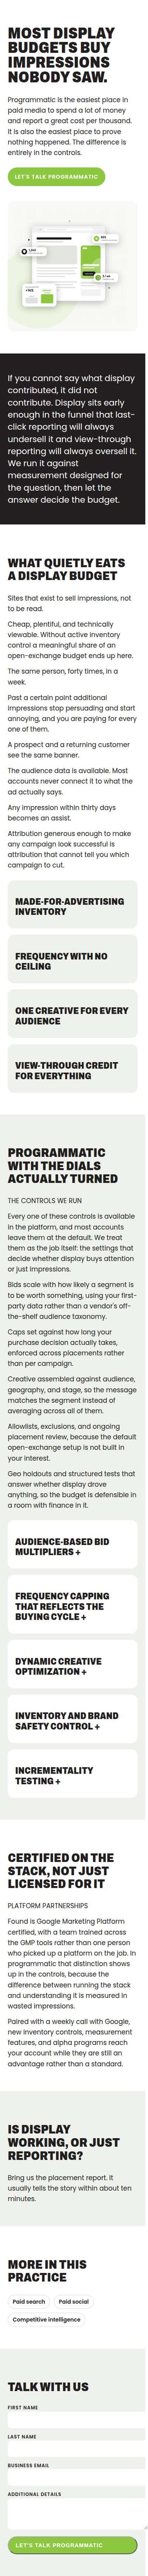 MOST DISPLAY
BUDGETS BUY
IMPRESSIONS
NOBODY SAW.
Programmatic is the easiest place in
paid media to spend a lot of money
and report a great cost per thousand.
It is also the easiest place to prove
nothing happened. The difference is
entirely in the controls.
LET'S TALK PROGRAMMATIC
If you cannot say what display
contributed, it did not
contribute. Display sits early
enough in the funnel that last-
click reporting will always
undersell it and view-through
reporting will always oversell it.
We run it against
measurement designed for
the question, then let the
answer decide the budget.
WHAT QUIETLY EATS
A DISPLAY BUDGET
Sites that exist to sell impressions, not
to be read.
Cheap, plentiful, and technically
viewable. Without active inventory
control a meaningful share of an
open-exchange budget ends up here.
The same person, forty times, in a
week.
Past a certain point additional
impressions stop persuading and start
annoying, and you are paying for every
one of them.
A prospect and a returning customer
see the same banner.
The audience data is available. Most
accounts never connect it to what the
ad actually says.
Any impression within thirty days
becomes an assist.
Attribution generous enough to make
any campaign look successful is
attribution that cannot tell you which
campaign to cut.
MADE-FOR-ADVERTISING
INVENTORY
FREQUENCY WITH NO
CEILING
ONE CREATIVE FOR EVERY
AUDIENCE
VIEW-THROUGH CREDIT
FOR EVERYTHING
PROGRAMMATIC
WITH THE DIALS
ACTUALLY TURNED
THE CONTROLS WE RUN
Every one of these controls is available
in the platform, and most accounts
leave them at the default. We treat
them as the job itself: the settings that
decide whether display buys attention
or just impressions.
Bids scale with how likely a segment is
to be worth something, using your first-
party data rather than a vendor's off-
the-shelf audience taxonomy.
Caps set against how long your
purchase decision actually takes,
enforced across placements rather
than per campaign.
Creative assembled against audience,
geography, and stage, so the message
matches the segment instead of
averaging across all of them.
Allowlists, exclusions, and ongoing
placement review, because the default
open-exchange setup is not built in
your interest.
Geo holdouts and structured tests that
answer whether display drove
anything, so the budget is defensible in
a room with finance in it.
AUDIENCE-BASED BID
MULTIPLIERS +
FREQUENCY CAPPING
THAT REFLECTS THE
BUYING CYCLE +
DYNAMIC CREATIVE
OPTIMIZATION +
INVENTORY AND BRAND
SAFETY CONTROL +
INCREMENTALITY
TESTING +
CERTIFIED ON THE
STACK, NOT JUST
LICENSED FOR IT
PLATFORM PARTNERSHIPS
Found is Google Marketing Platform
certified, with a team trained across
the GMP tools rather than one person
who picked up a platform on the job. In
programmatic that distinction shows
up in the controls, because the
difference between running the stack
and understanding it is measured in
wasted impressions.
Paired with a weekly call with Google,
new inventory controls, measurement
features, and alpha programs reach
your account while they are still an
advantage rather than a standard.
IS DISPLAY
WORKING, OR JUST
REPORTING?
Bring us the placement report. It
usually tells the story within about ten
minutes.
MORE IN THIS
PRACTICE
Paid search
Paid social
Competitive intelligence
TALK WITH US
FIRST NAME
LAST NAME
BUSINESS EMAIL
ADDITIONAL DETAILS
LET'S TALK PROGRAMMATIC